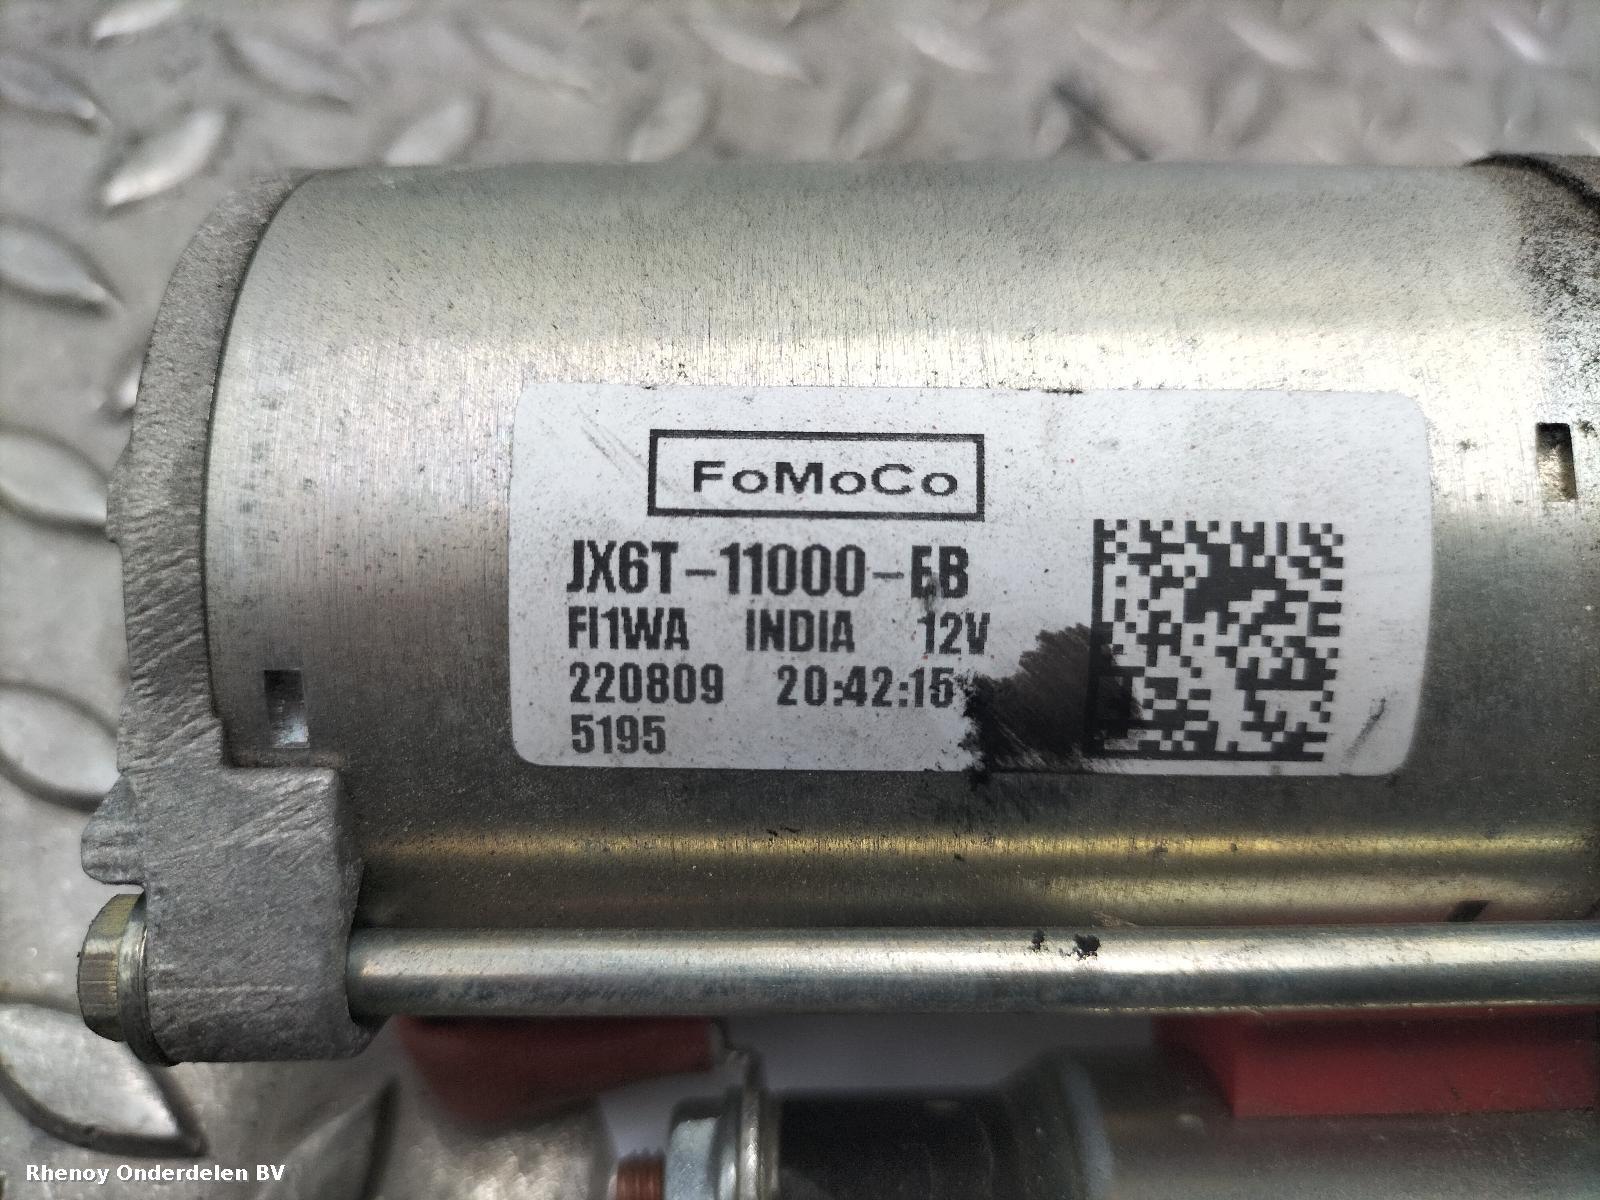 FoMoCo
JX6T-11000-EB
FI1WA INDIA 12V
220809 20:42:15
5195
Rhenoy Onderdelen BV